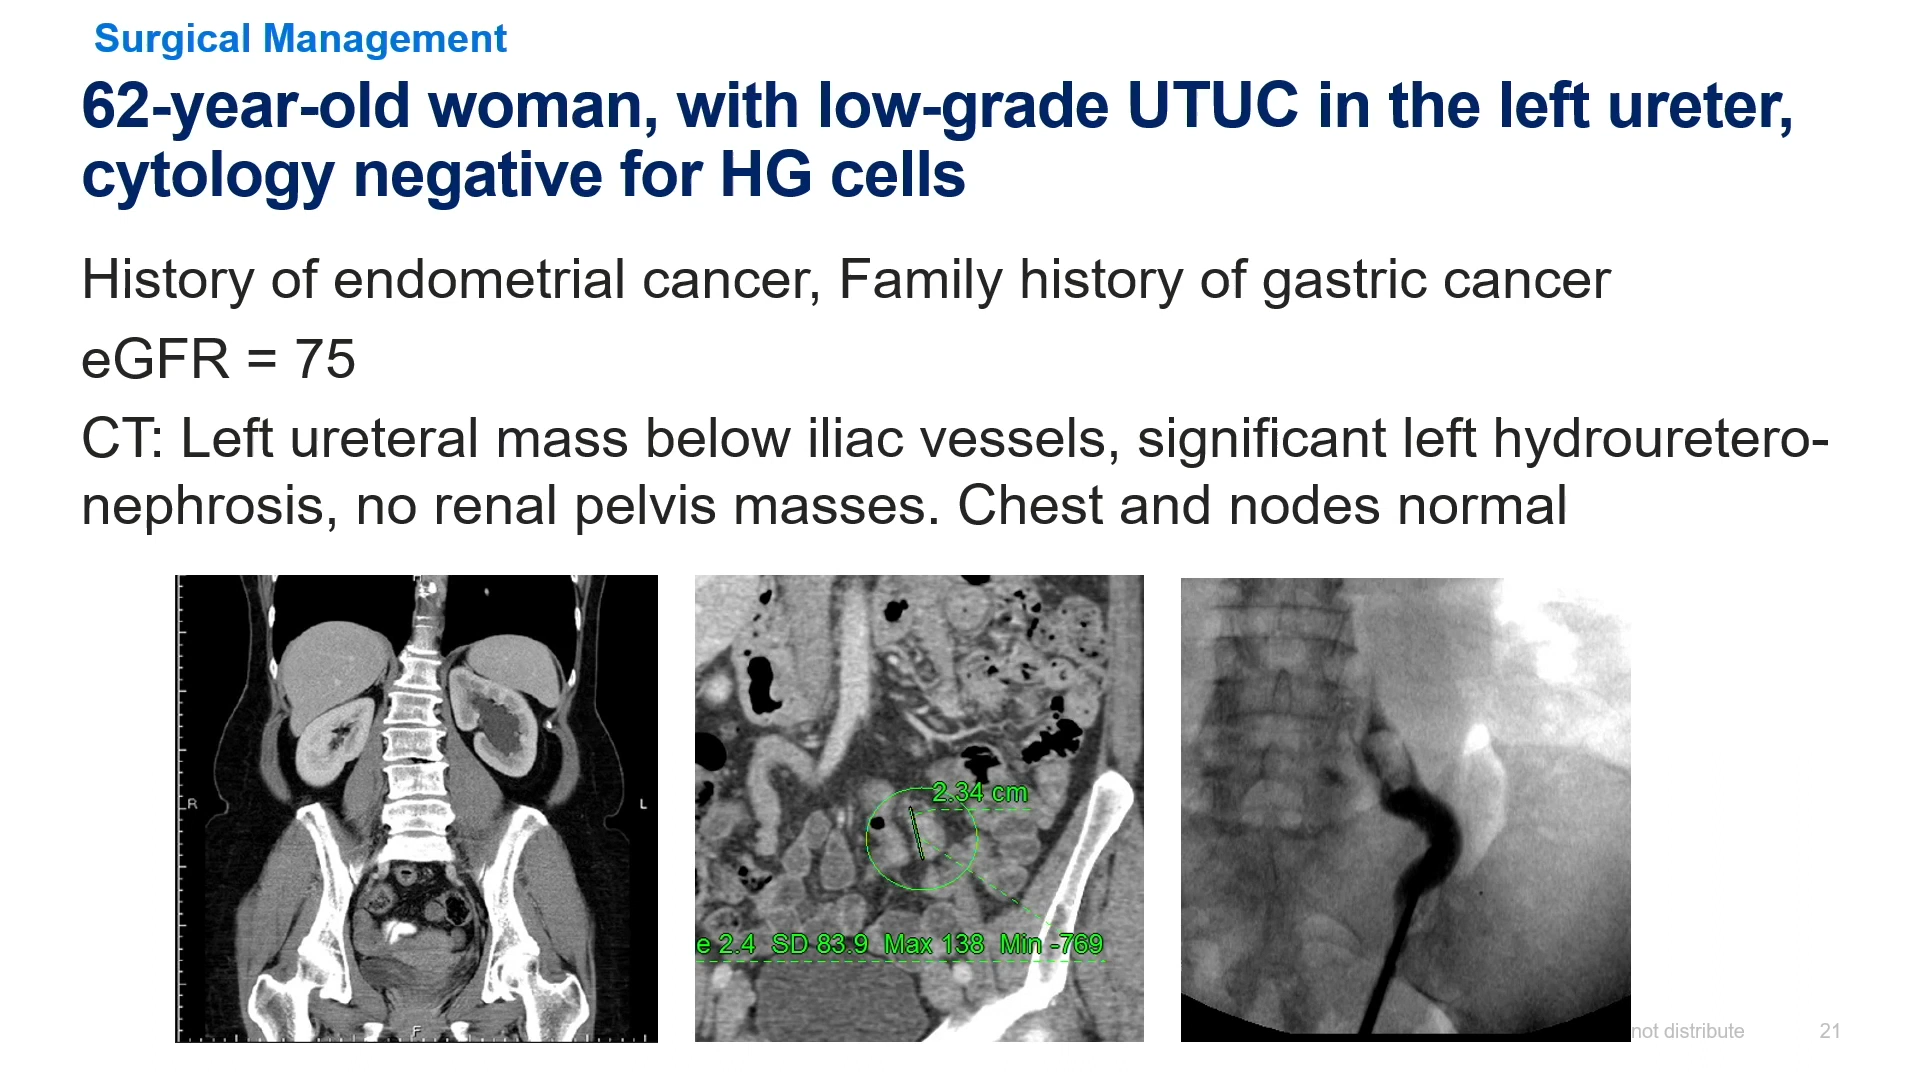 Surgical Management
62-year-old woman, with low-grade UTUC in the left ureter,
cytology negative for HG cells
History of endometrial cancer, Family history of gastric cancer
eGFR = 75
CT: Left ureteral mass below iliac vessels, significant left hydrouretero-
nephrosis, no renal pelvis masses. Chest and nodes normal
R
L
F
2.34 cm
e 2.4 SD 83.9 Max 138 Min -769
not distribute
21